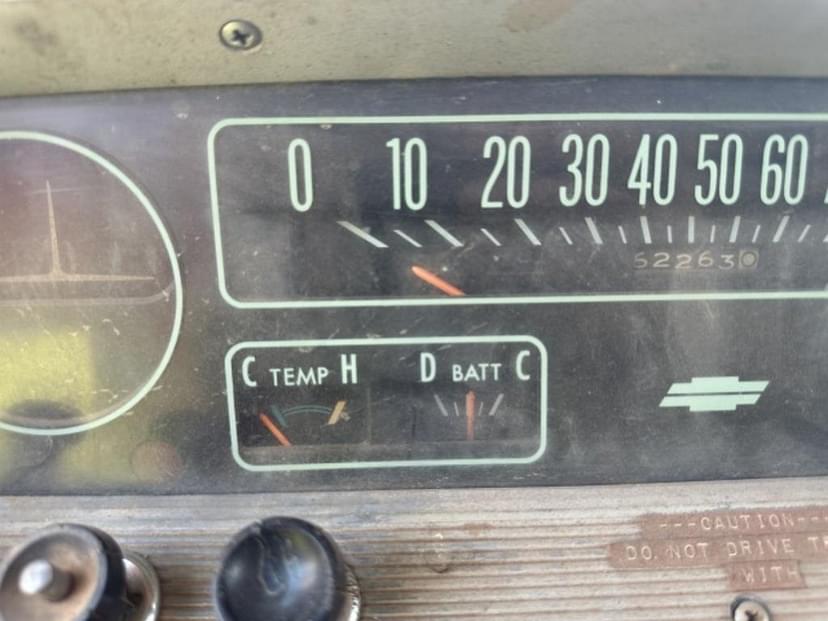 0 10 20 30 40 50 60
52263
C TEMP H D BATT C
---CAUTION---
DO NOT DRIVE
WITH